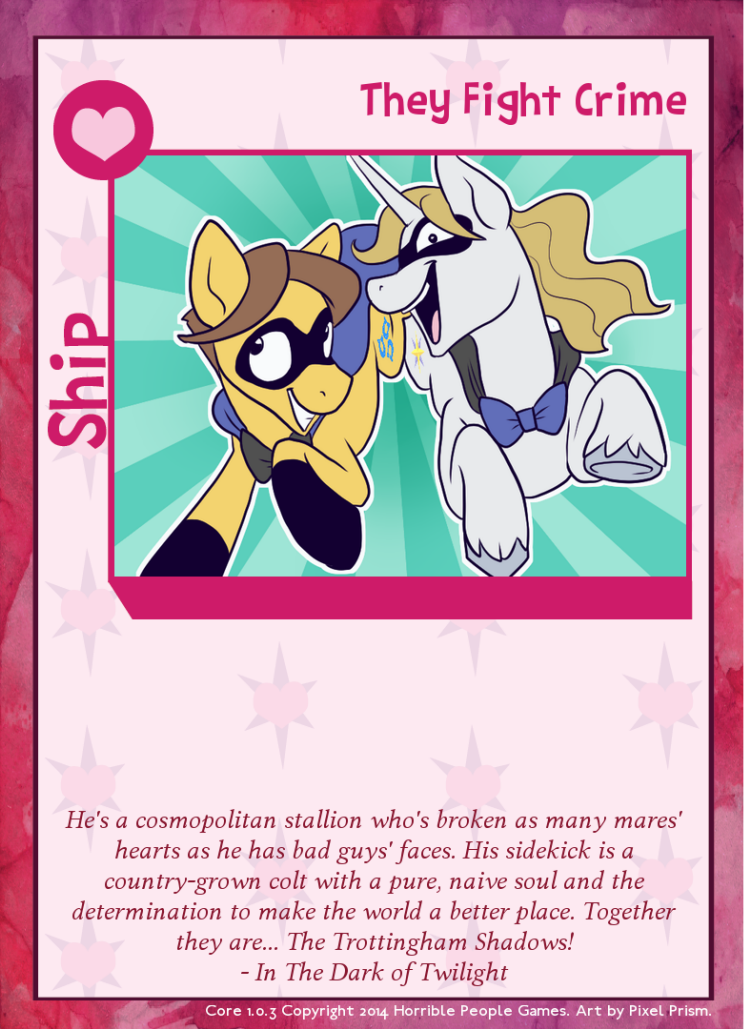 They Fight Crime
Ship
He's a cosmopolitan stallion who's broken as many mares'
hearts as he has bad guys' faces. His sidekick is a
country-grown colt with a pure, naive soul and the
determination to make the world a better place. Together
they are... The Trottingham Shadows!
- In The Dark of Twilight
Core 1.0.3 Copyright 2014 Horrible People Games. Art by Pixel Prism.